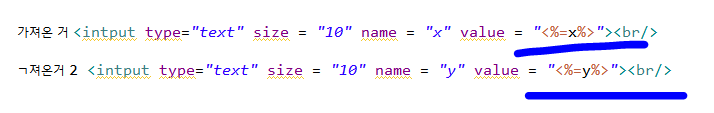 가져온 거 <intput type="text" size = "10" name = "x" value = "<%=x%>"><br/>
ㄱ져온거 2 <intput type="text" size = "10" name = "y" value = "<%=y%>"><br/>